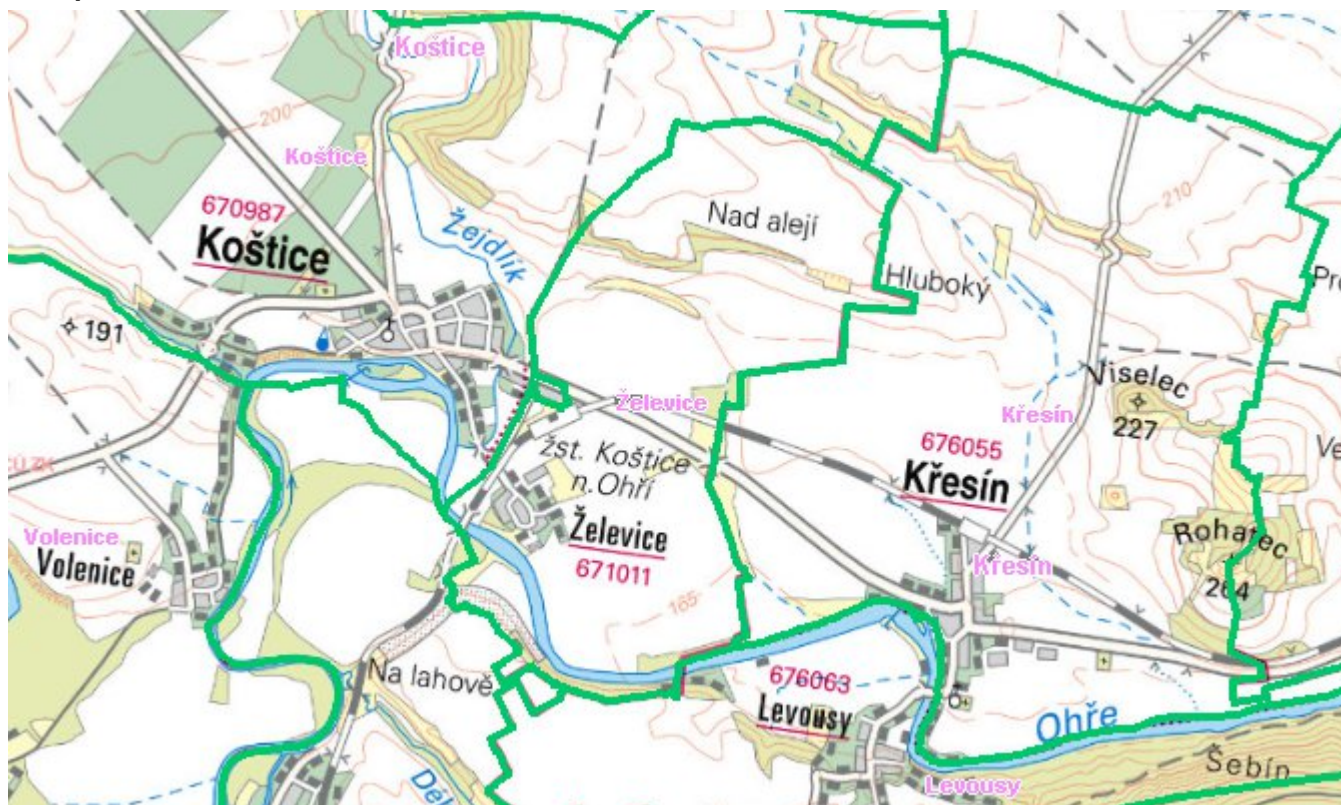 Koštice
200
Koštice
670987
Koštice
Žejdlík
Nad alejí
210
Hluboký
191
Viselec
227
Želevice
Křesín
676055
Křesín
žst. Koštice
n.Ohří
Želevice
671011
Volenice
Volenice
Křesín
Rohatec
264
165
Na lahově
676063
Levousy
Ohře
Šebín
Levousy